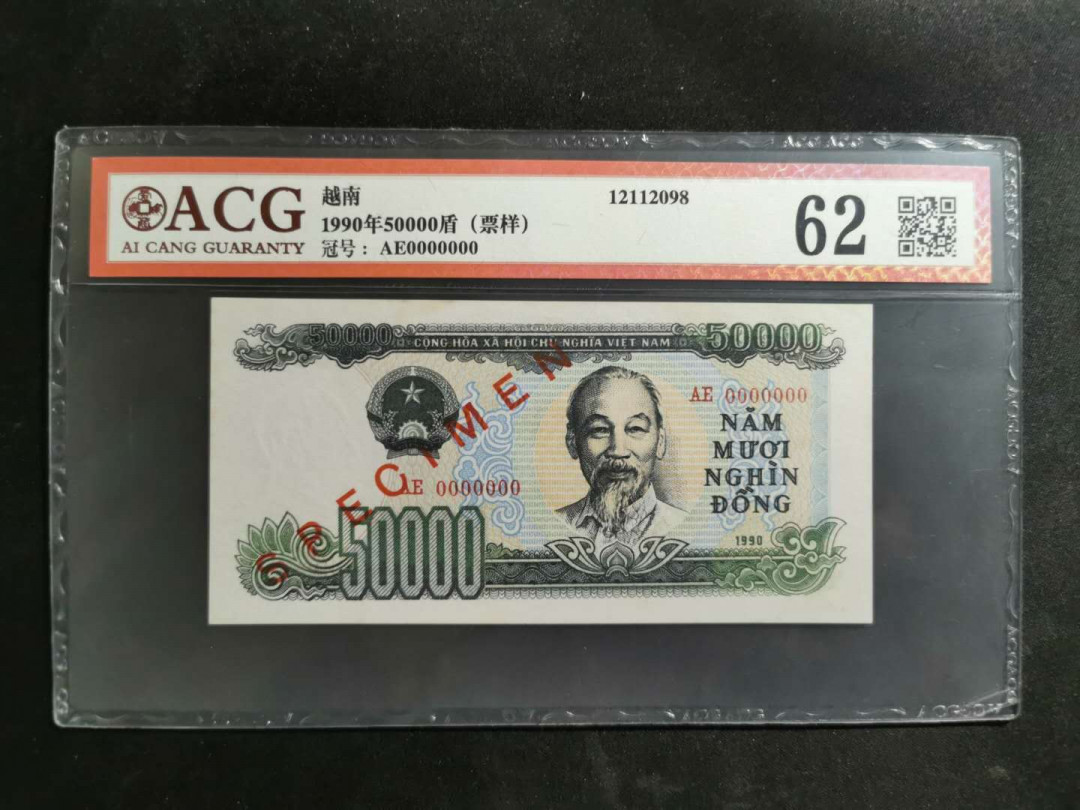 ACG
AI CANG GUARANTY
越南
1990年50000盾（票样）
冠号：AE0000000
12112098
62
50000
CỘNG HÒA XÃ HỘI CHỦ NGHĨA VIỆT NAM
50000
SPECIMEN
AE 0000000
NĂM
MƯƠI
NGHÌN
ĐỒNG
AE 0000000
50000
1990